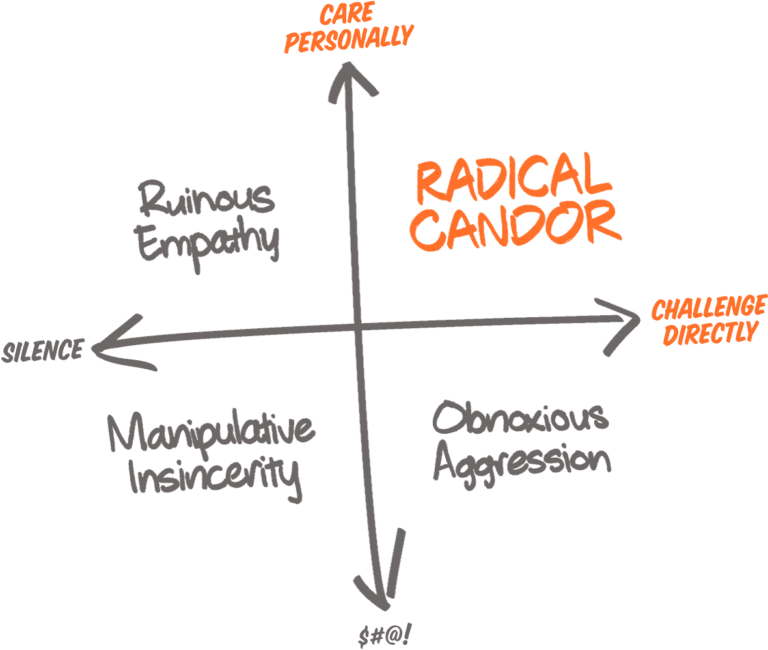 CARE
PERSONALLY
Ruinous
Empathy
RADICAL
CANDOR
SILENCE
CHALLENGE
DIRECTLY
Manipulative
Insincerity
Obnoxious
Aggression
$#@!